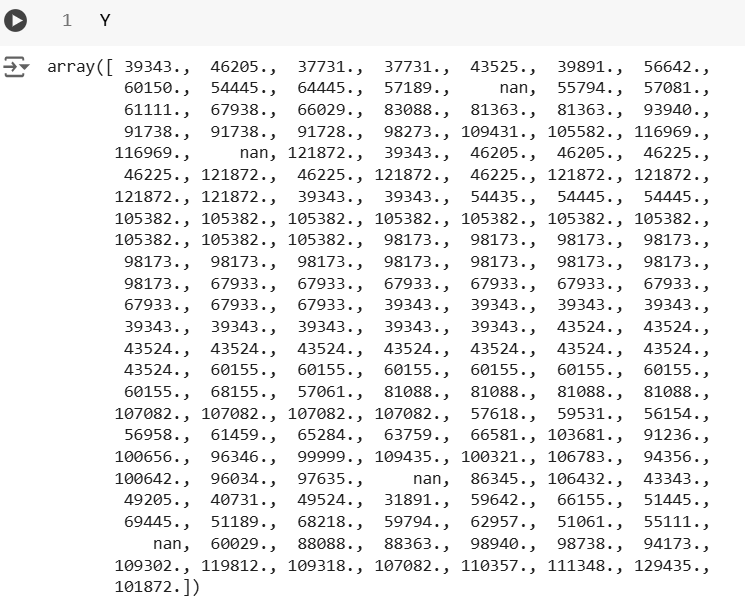 1 Y
array([ 39343., 46205., 37731., 37731., 43525., 39891., 56642.,
60150., 54445., 64445., 57189., nan, 55794., 57081.,
61111., 67938., 66029., 83088., 81363., 81363., 93940.,
91738., 91738., 91728., 98273., 109431., 105582., 116969.,
116969., nan, 121872., 39343., 46205., 46205., 46225.,
46225., 121872., 46225., 121872., 46225., 121872., 121872.,
121872., 121872., 39343., 39343., 54435., 54445., 54445.,
105382., 105382., 105382., 105382., 105382., 105382., 105382.,
105382., 105382., 105382., 98173., 98173., 98173., 98173.,
98173., 98173., 98173., 98173., 98173., 98173., 98173.,
98173., 67933., 67933., 67933., 67933., 67933., 67933.,
67933., 67933., 67933., 39343., 39343., 39343., 39343.,
39343., 39343., 39343., 39343., 39343., 43524., 43524.,
43524., 43524., 43524., 43524., 43524., 43524., 43524.,
43524., 60155., 60155., 60155., 60155., 60155., 60155.,
60155., 68155., 57061., 81088., 81088., 81088., 81088.,
107082., 107082., 107082., 107082., 57618., 59531., 56154.,
56958., 61459., 65284., 63759., 66581., 103681., 91236.,
100656., 96346., 99999., 109435., 100321., 106783., 94356.,
100642., 96034., 97635., nan, 86345., 106432., 43343.,
49205., 40731., 49524., 31891., 59642., 66155., 51445.,
69445., 51189., 68218., 59794., 62957., 51061., 55111.,
nan, 60029., 88088., 88363., 98940., 98738., 94173.,
109302., 119812., 109318., 107082., 110357., 111348., 129435.,
101872.])